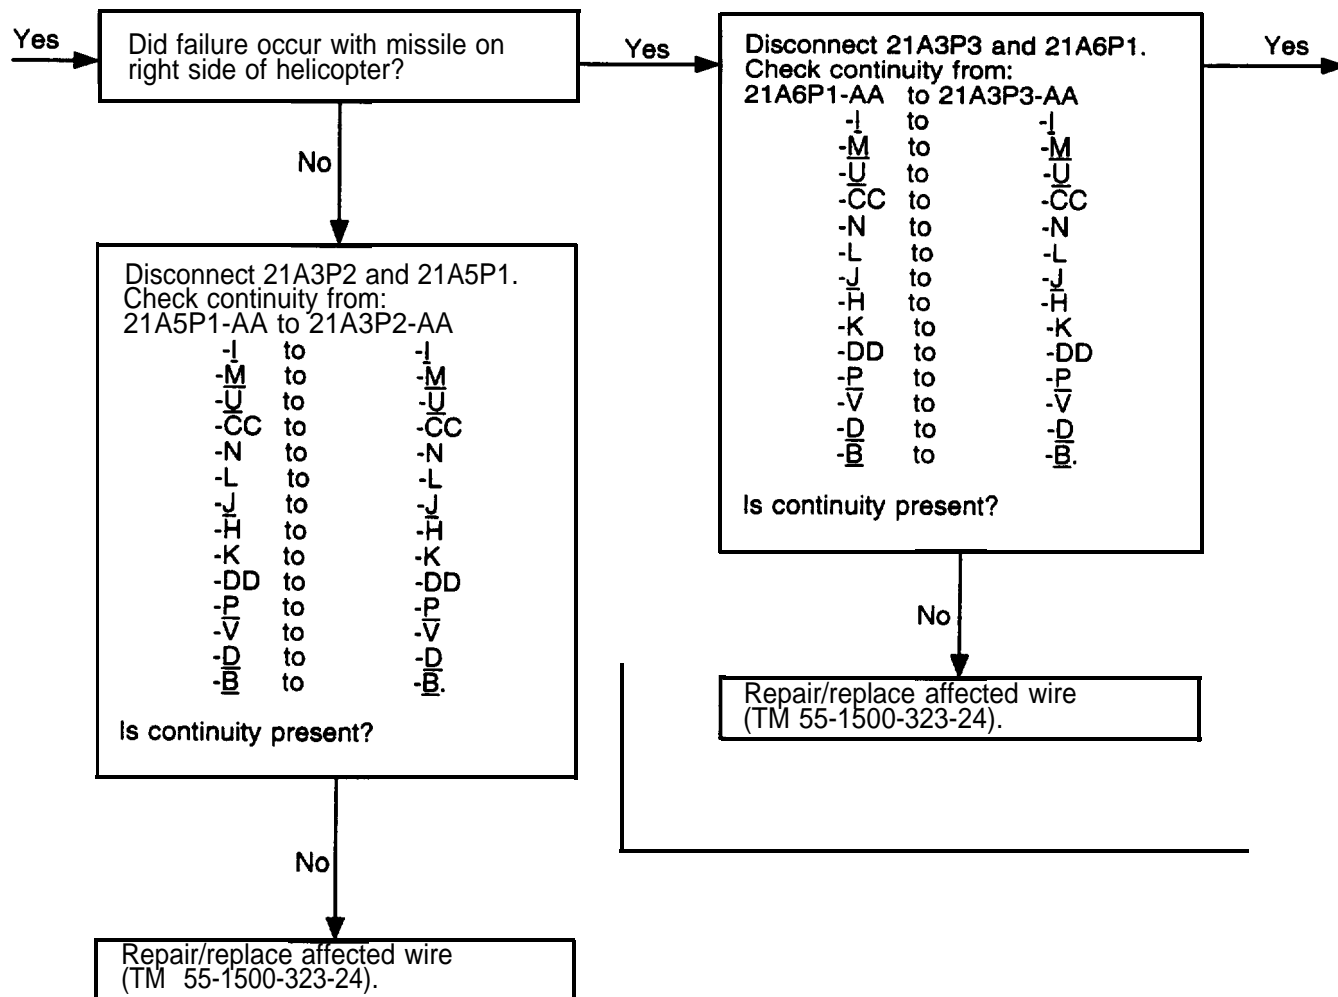 Yes
Did failure occur with missile on
right side of helicopter?
Yes
Disconnect 21A3P3 and 21A6P1.
Check continuity from:
21A6P1-AA to 21A3P3-AA
-I to -I
-M to -M
-U to -U
-CC to -CC
-N to -N
-L to -L
-J to -J
-H to -H
-K to -K
-DD to -DD
-P to -P
-V to -V
-D to -D
-B to -B.
Is continuity present?
Yes
No
Repair/replace affected wire
(TM 55-1500-323-24).
No
Disconnect 21A3P2 and 21A5P1.
Check continuity from:
21A5P1-AA to 21A3P2-AA
-I to -I
-M to -M
-U to -U
-CC to -CC
-N to -N
-L to -L
-J to -J
-H to -H
-K to -K
-DD to -DD
-P to -P
-V to -V
-D to -D
-B to -B.
Is continuity present?
No
Repair/replace affected wire
(TM 55-1500-323-24).